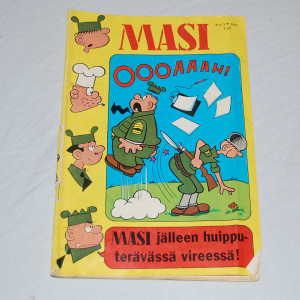 MASI
OOOAAAH!
MASI jälleen huippu-
terävässä vireessä!